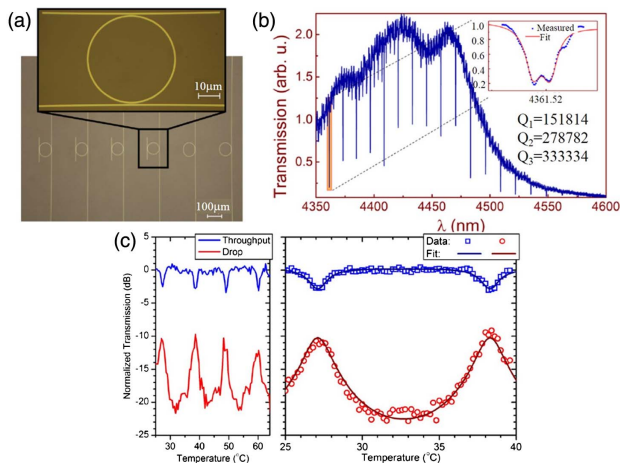 (a)
10μm
100μm
(b)
Transmission (arb. u.)
2.0
1.5
1.0
0.5
0.0
4350 4400 4450 4500 4550 4600
λ (nm)
Measured
Fit
1.0
0.8
0.6
0.4
0.2
4361.52
Q₁=151814
Q₂=278782
Q₃=333334
(c)
Throughput
Drop
Data:
Fit:
Normalized Transmission (dB)
5
0
-5
-10
-15
-20
-25
30 40 50 60
Temperature (°C)
25 30 35 40
Temperature (°C)